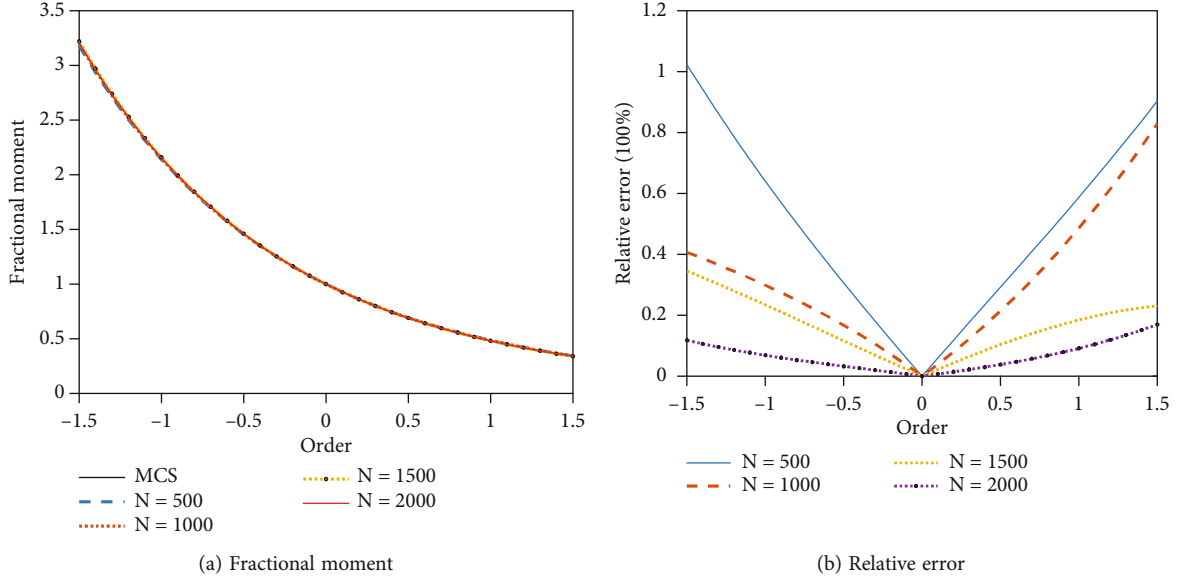 3.5
3
2.5
2
1.5
1
0.5
0
Fractional moment
−1.5 −1 −0.5 0 0.5 1 1.5
Order
MCS
N = 500
N = 1000
N = 1500
N = 2000
(a) Fractional moment
1.2
1
0.8
0.6
0.4
0.2
0
Relative error (100%)
−1.5 −1 −0.5 0 0.5 1 1.5
Order
N = 500
N = 1000
N = 1500
N = 2000
(b) Relative error